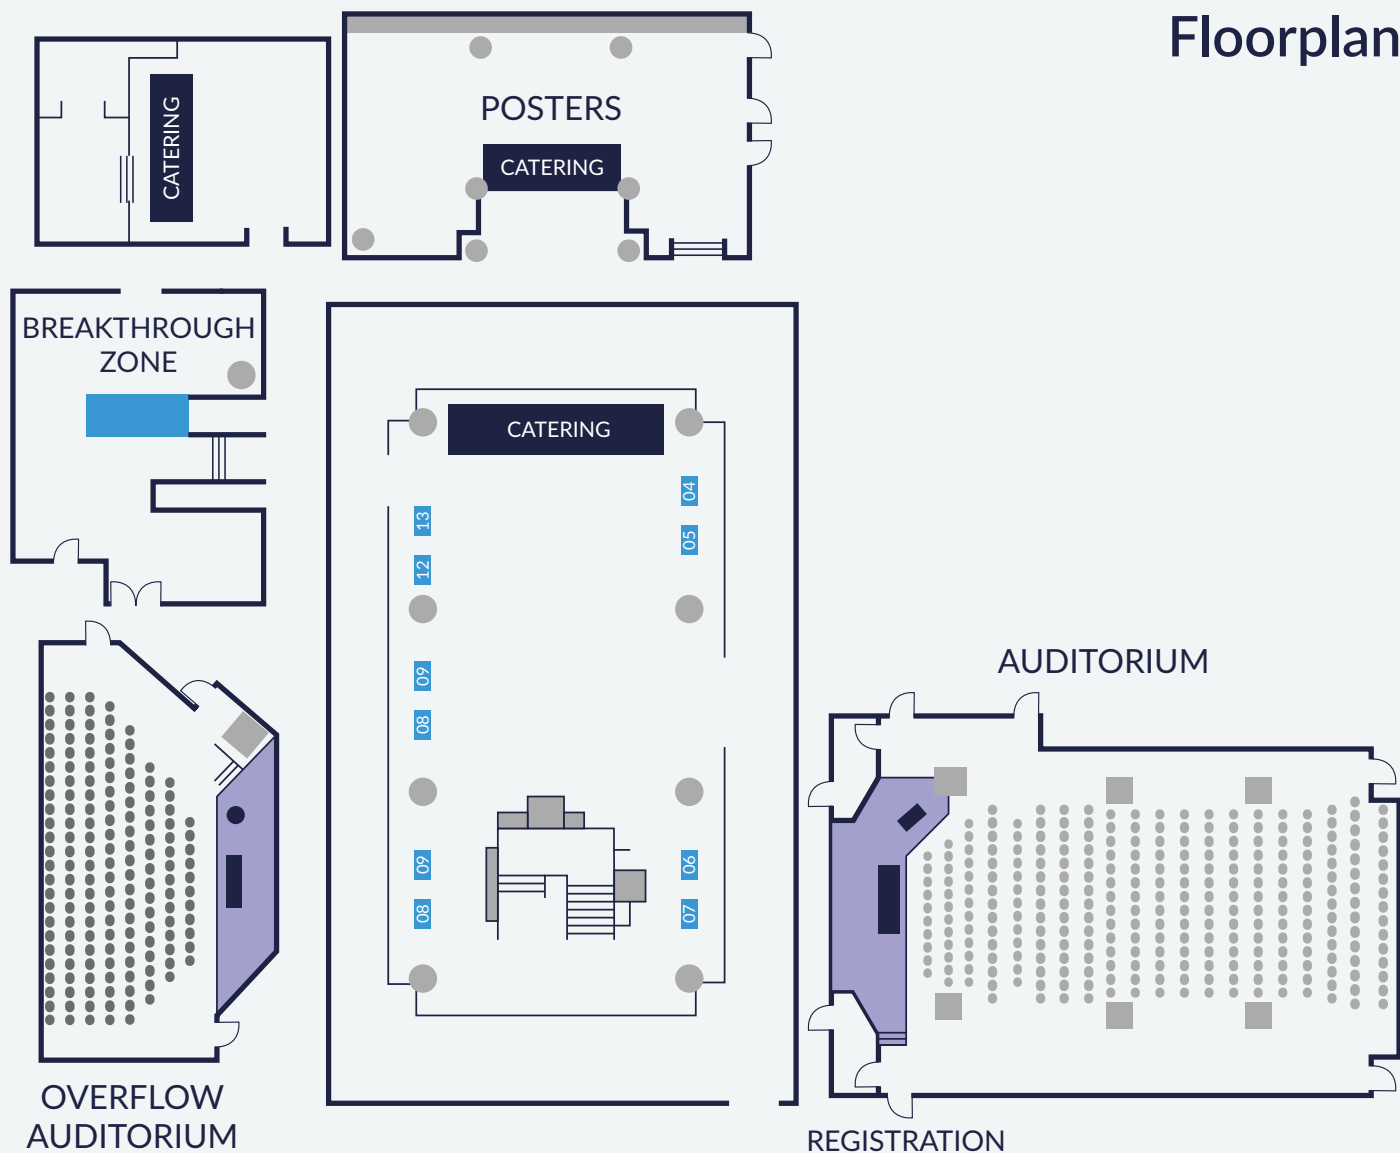 Floorplan
CATERING
POSTERS
CATERING
BREAKTHROUGH
ZONE
CATERING
04
05
13
12
09
08
09
08
06
07
AUDITORIUM
OVERFLOW
AUDITORIUM
REGISTRATION